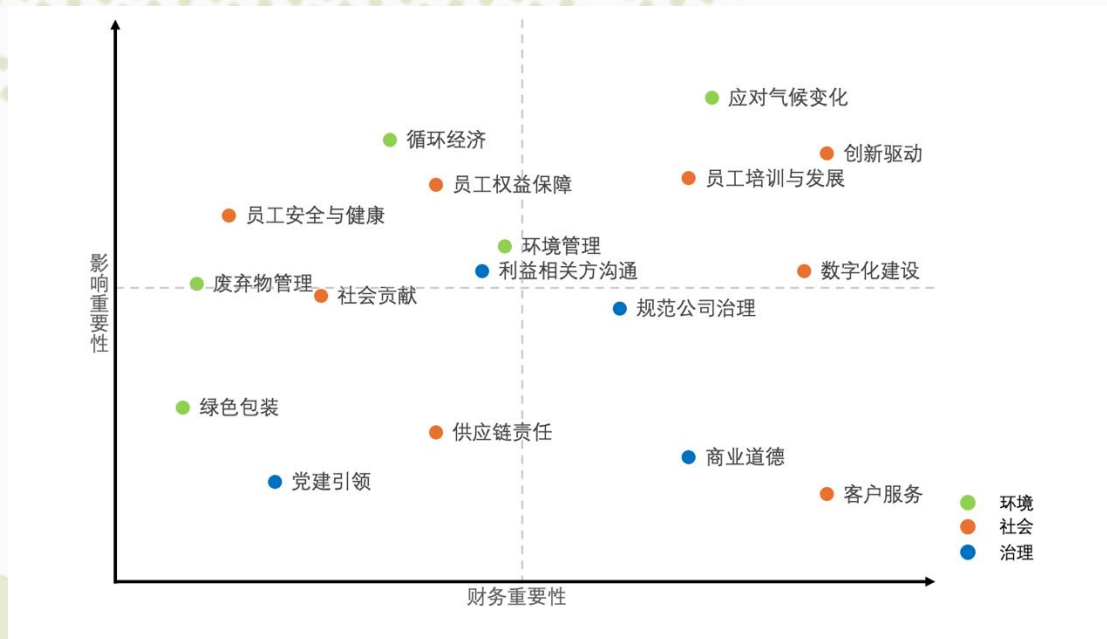 应对气候变化
循环经济
创新驱动
员工培训与发展
员工权益保障
员工安全与健康
环境管理
利益相关方沟通
数字化建设
废弃物管理
社会贡献
规范公司治理
影响重要性
绿色包装
供应链责任
商业道德
党建引领
客户服务
环境
社会
治理
财务重要性